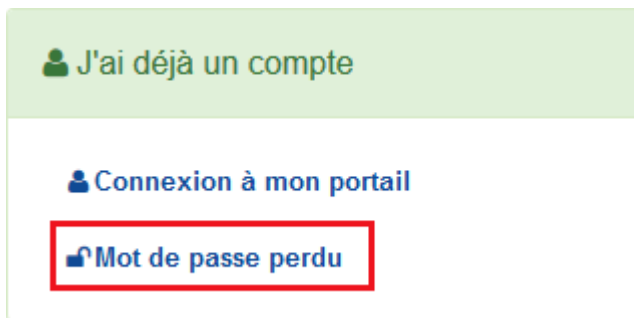 J'ai déjà un compte
Connexion à mon portail
Mot de passe perdu